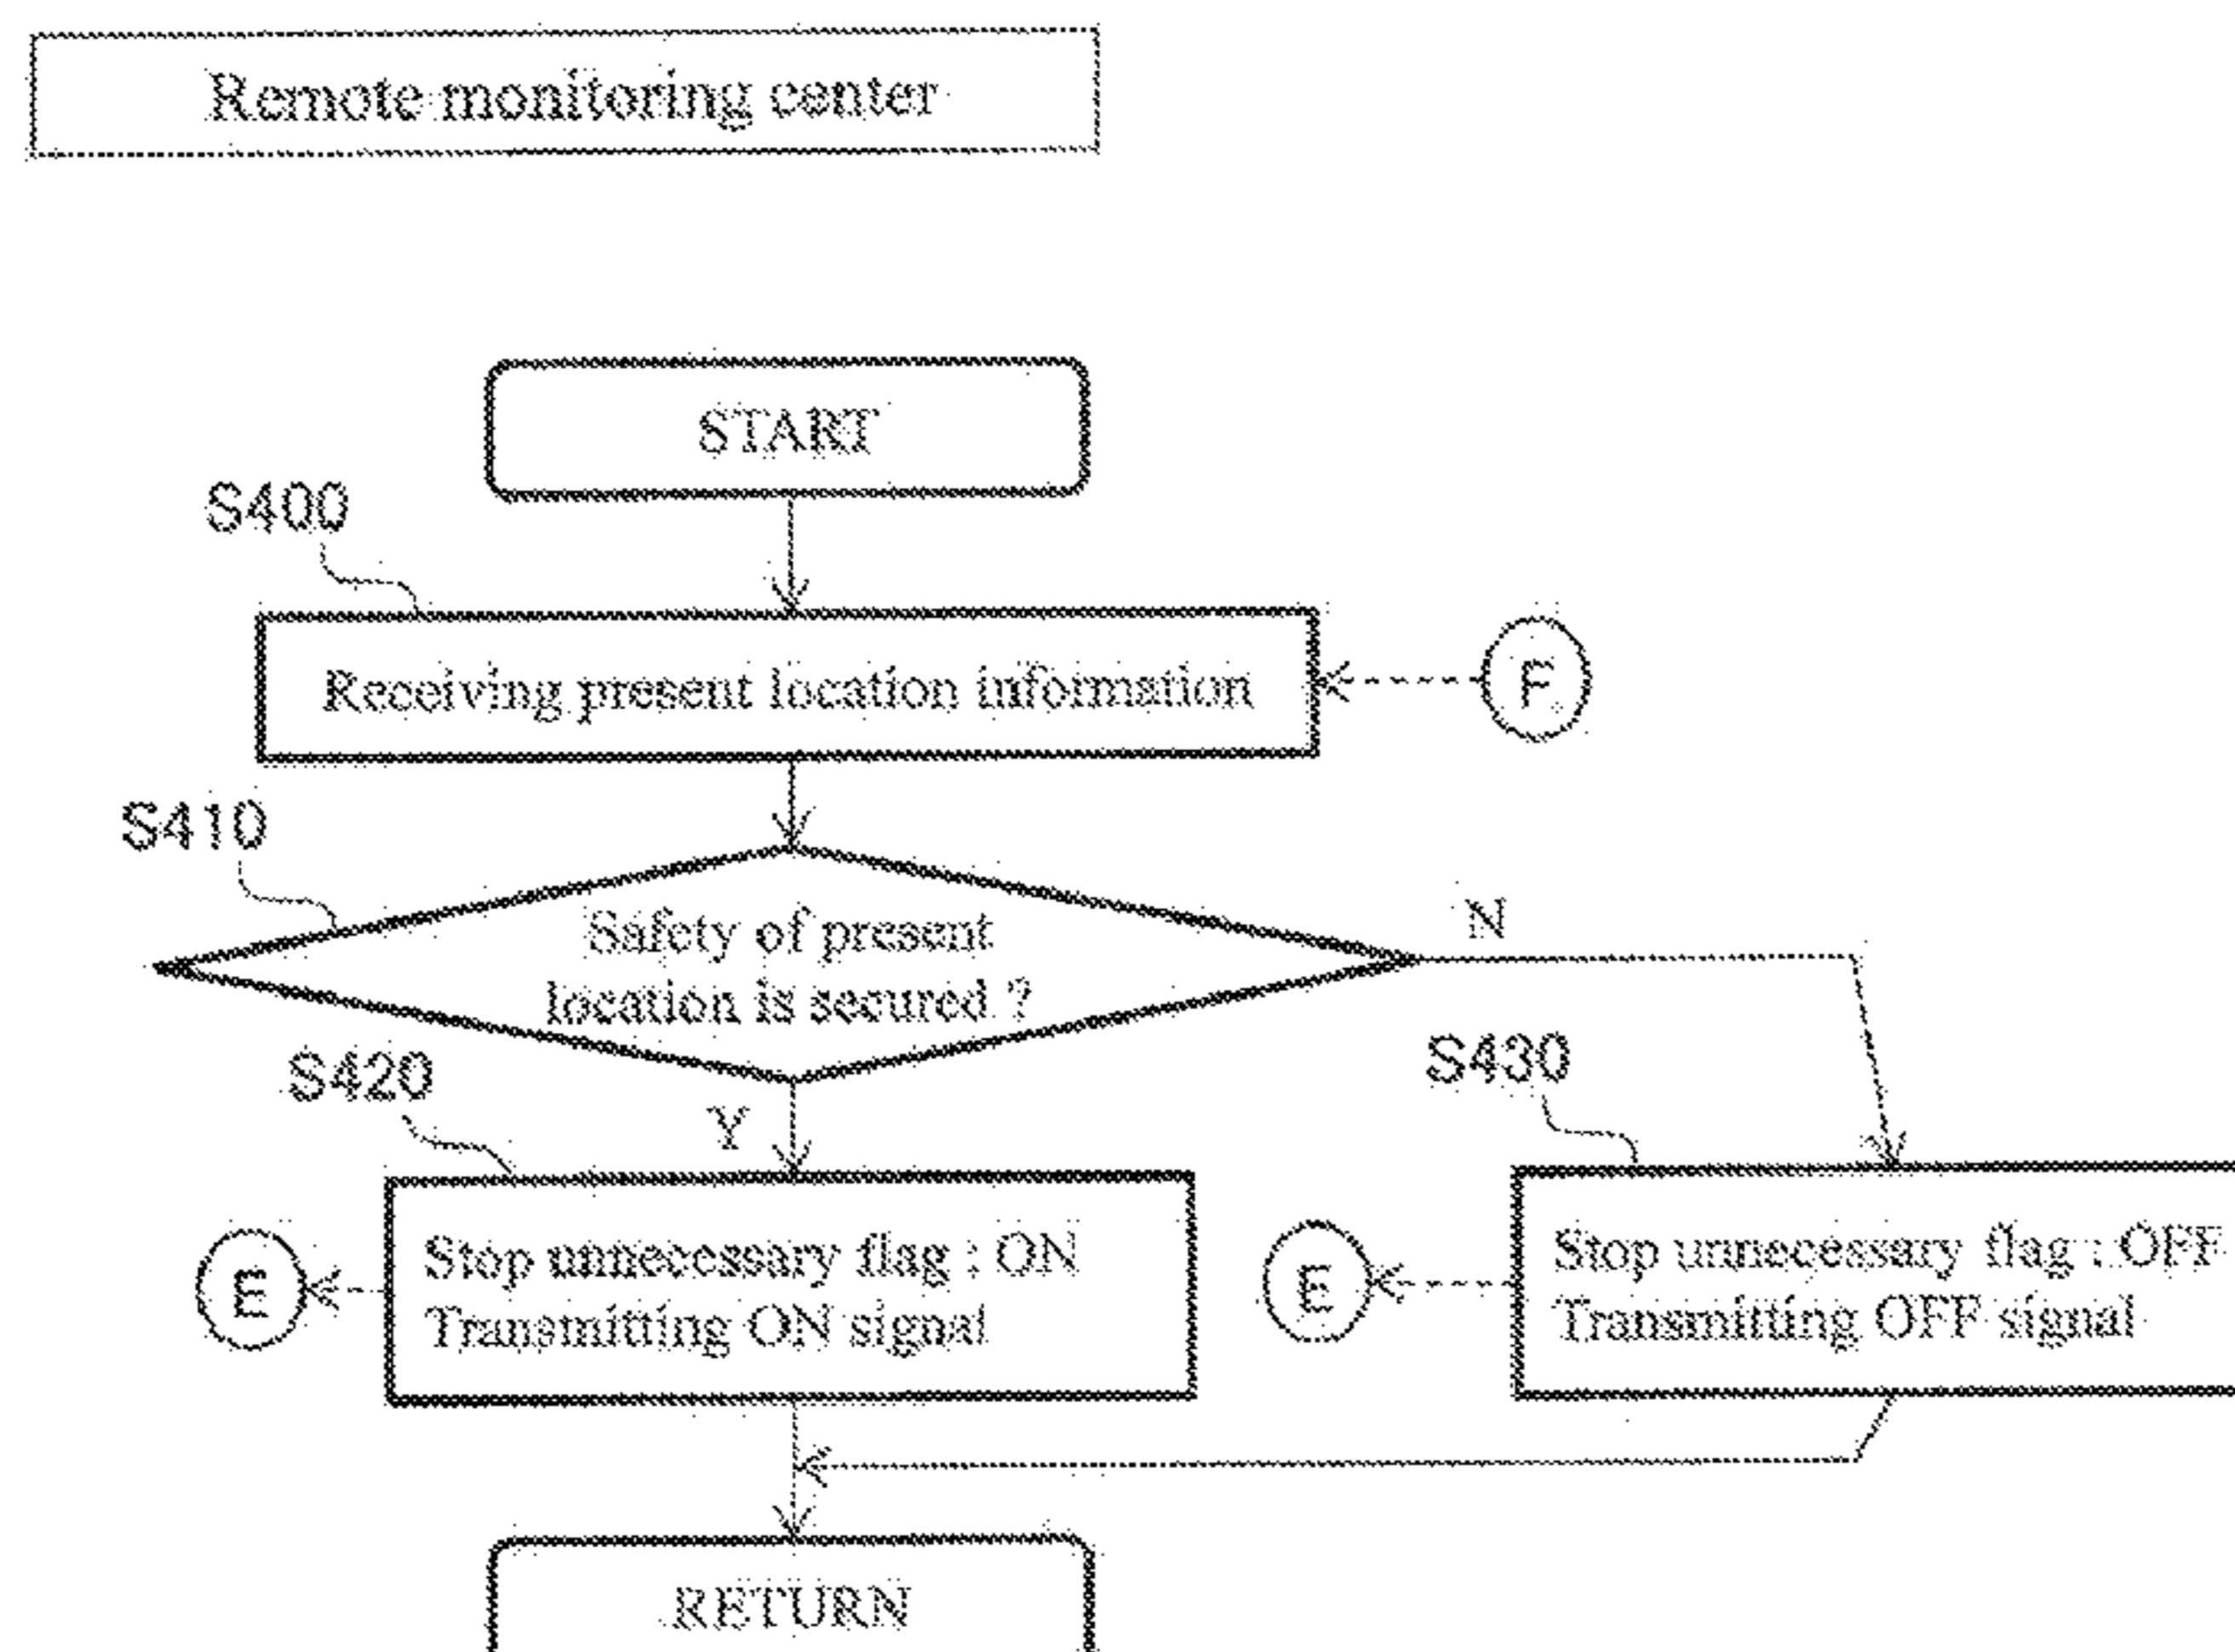 Remote monitoring center
START
S400
Receiving present location information
F
S410
Safety of present
location is secured ?
N
Y
S420
Stop unnecessary flag : ON
Transmitting ON signal
E
S430
Stop unnecessary flag : OFF
Transmitting OFF signal
E
RETURN